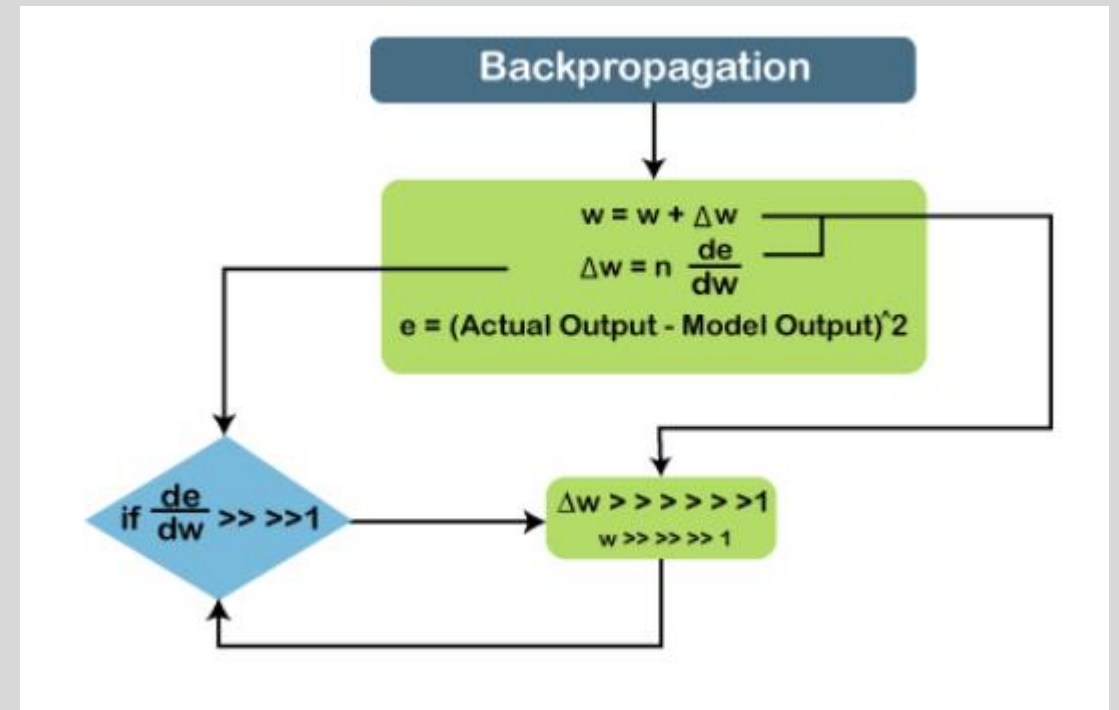 Backpropagation
w = w + Δw
Δw = n de/dw
e = (Actual Output - Model Output)^2
if de/dw >> >>1
Δw > > > > > >1
w >> >> >> 1